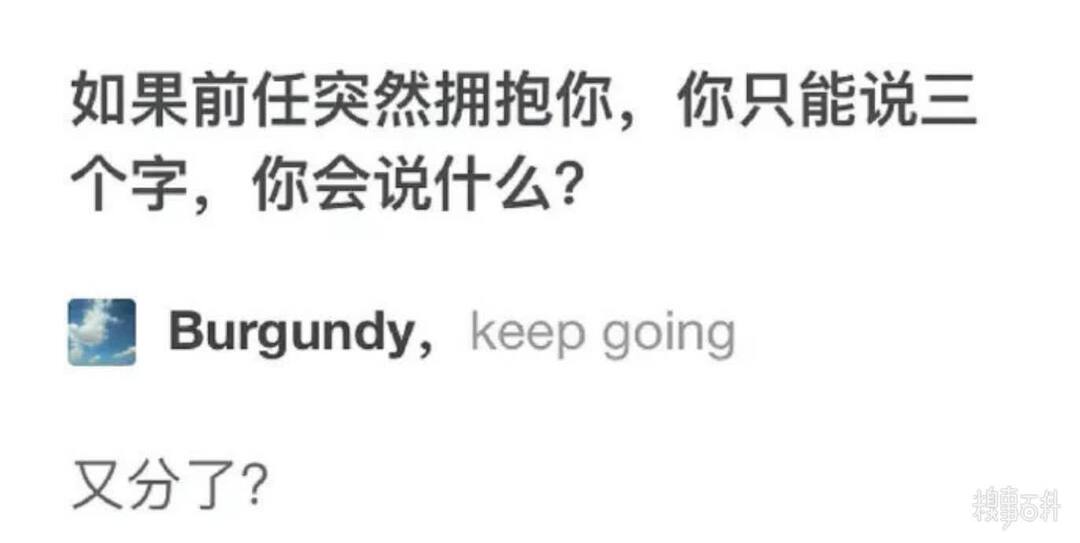 如果前任突然拥抱你，你只能说三
个字，你会说什么？
Burgundy，keep going
又分了？
糗事百科